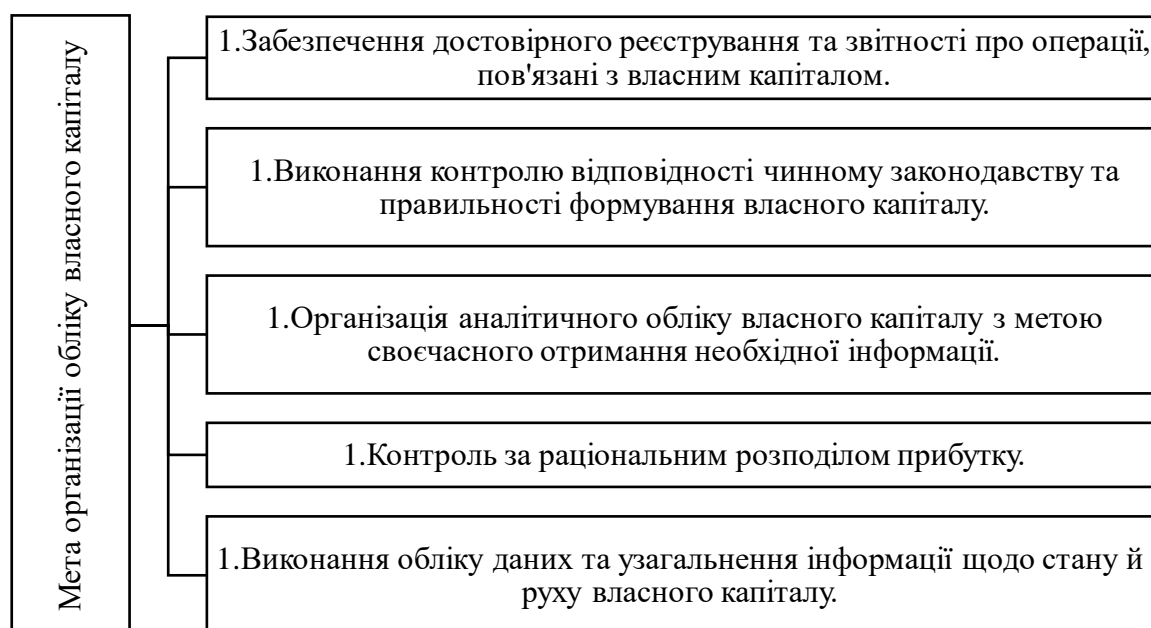 Мета організації обліку власного капіталу
1.Забезпечення достовірного реєстрування та звітності про операції,
пов'язані з власним капіталом.
1.Виконання контролю відповідності чинному законодавству та
правильності формування власного капіталу.
1.Організація аналітичного обліку власного капіталу з метою
своєчасного отримання необхідної інформації.
1.Контроль за раціональним розподілом прибутку.
1.Виконання обліку даних та узагальнення інформації щодо стану й
руху власного капіталу.